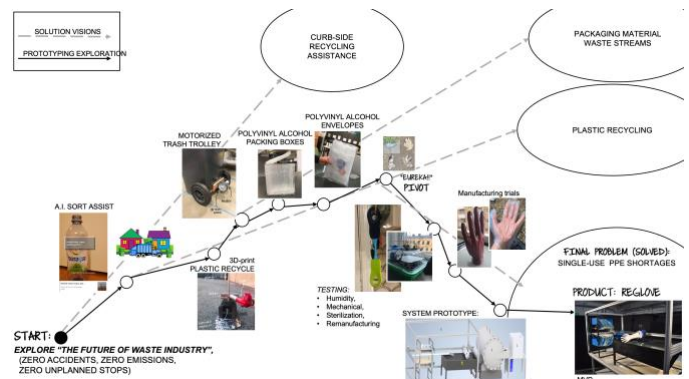 SOLUTION VISIONS
PROTOTYPING EXPLORATION
CURB-SIDE
RECYCLING
ASSISTANCE
PACKAGING MATERIAL
WASTE STREAMS
PLASTIC RECYCLING
MOTORIZED
TRASH TROLLEY
POLYVINYL ALCOHOL
PACKING BOXES
POLYVINYL ALCOHOL
ENVELOPES
"EUREKA!"
PIVOT
A.I. SORT ASSIST
Manufacturing trials
3D-print
PLASTIC RECYCLE
TESTING:
• Humidity,
• Mechanical,
• Sterilization,
• Remanufacturing
FINAL PROBLEM (SOLVED):
SINGLE-USE PPE SHORTAGES
PRODUCT: REGLOVE
SYSTEM PROTOTYPE:
START:
EXPLORE "THE FUTURE OF WASTE INDUSTRY",
(ZERO ACCIDENTS, ZERO EMISSIONS,
ZERO UNPLANNED STOPS)